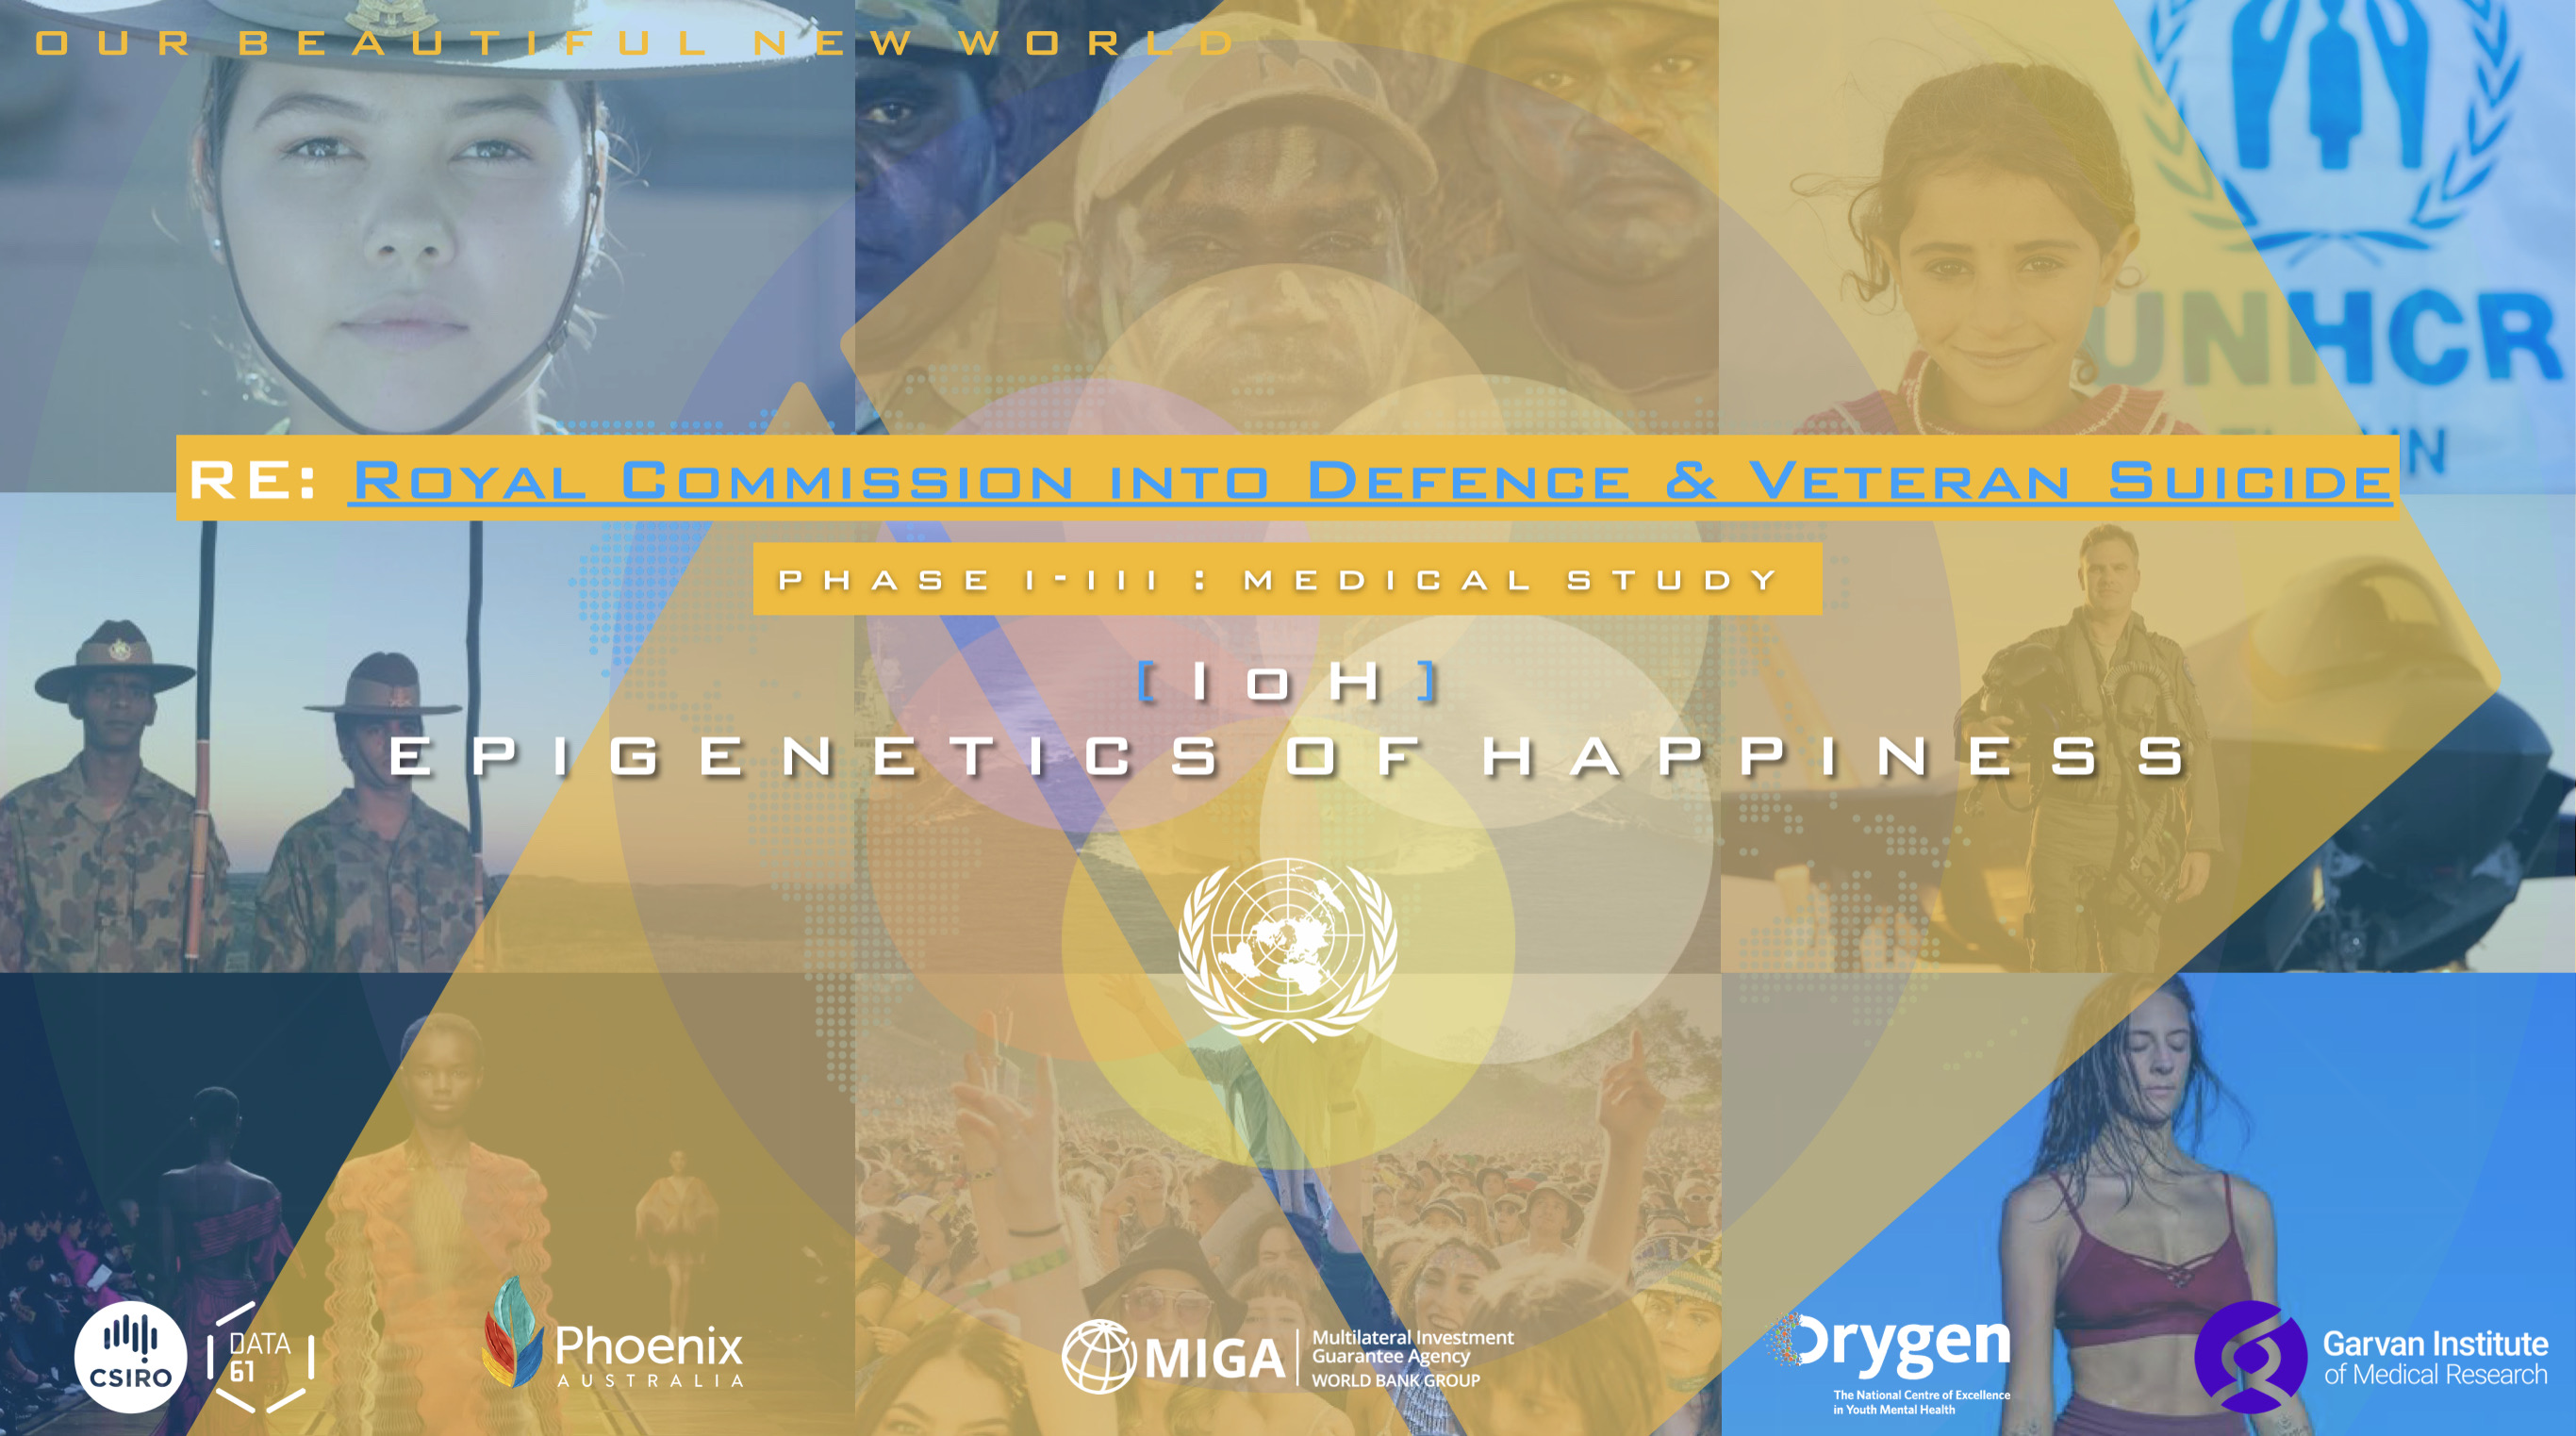 OUR BEAUTIFUL NEW WORLD
UNHCR
RE: ROYAL COMMISSION INTO DEFENCE & VETERAN SUICIDE
PHASE I-III : MEDICAL STUDY
[IoH]
EPIGENETICS OF HAPPINESS
CSIRO
DATA
61
Phoenix
AUSTRALIA
MIGA
Multilateral Investment
Guarantee Agency
WORLD BANK GROUP
Orygen
The National Centre of Excellence
in Youth Mental Health
Garvan Institute
of Medical Research